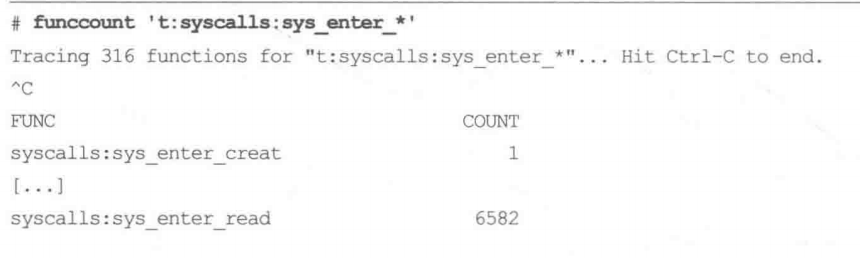 # funccount 't:syscalls:sys_enter_*'
Tracing 316 functions for "t:syscalls:sys_enter_*"... Hit Ctrl-C to end.
^C
FUNC COUNT
syscalls:sys_enter_creat 1
[...]
syscalls:sys_enter_read 6582